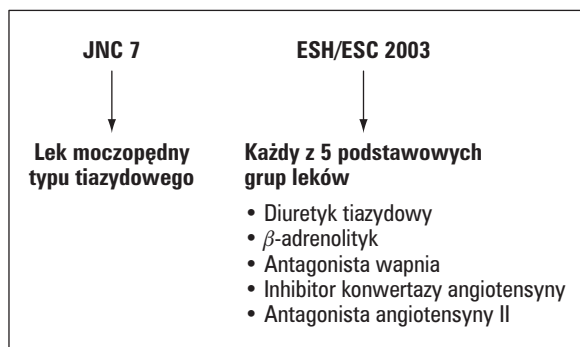 JNC 7
ESH/ESC 2003
Lek moczopędny
typu tiazydowego
Każdy z 5 podstawowych
grup leków
• Diuretyk tiazydowy
• β-adrenolityk
• Antagonista wapnia
• Inhibitor konwertazy angiotensyny
• Antagonista angiotensyny II